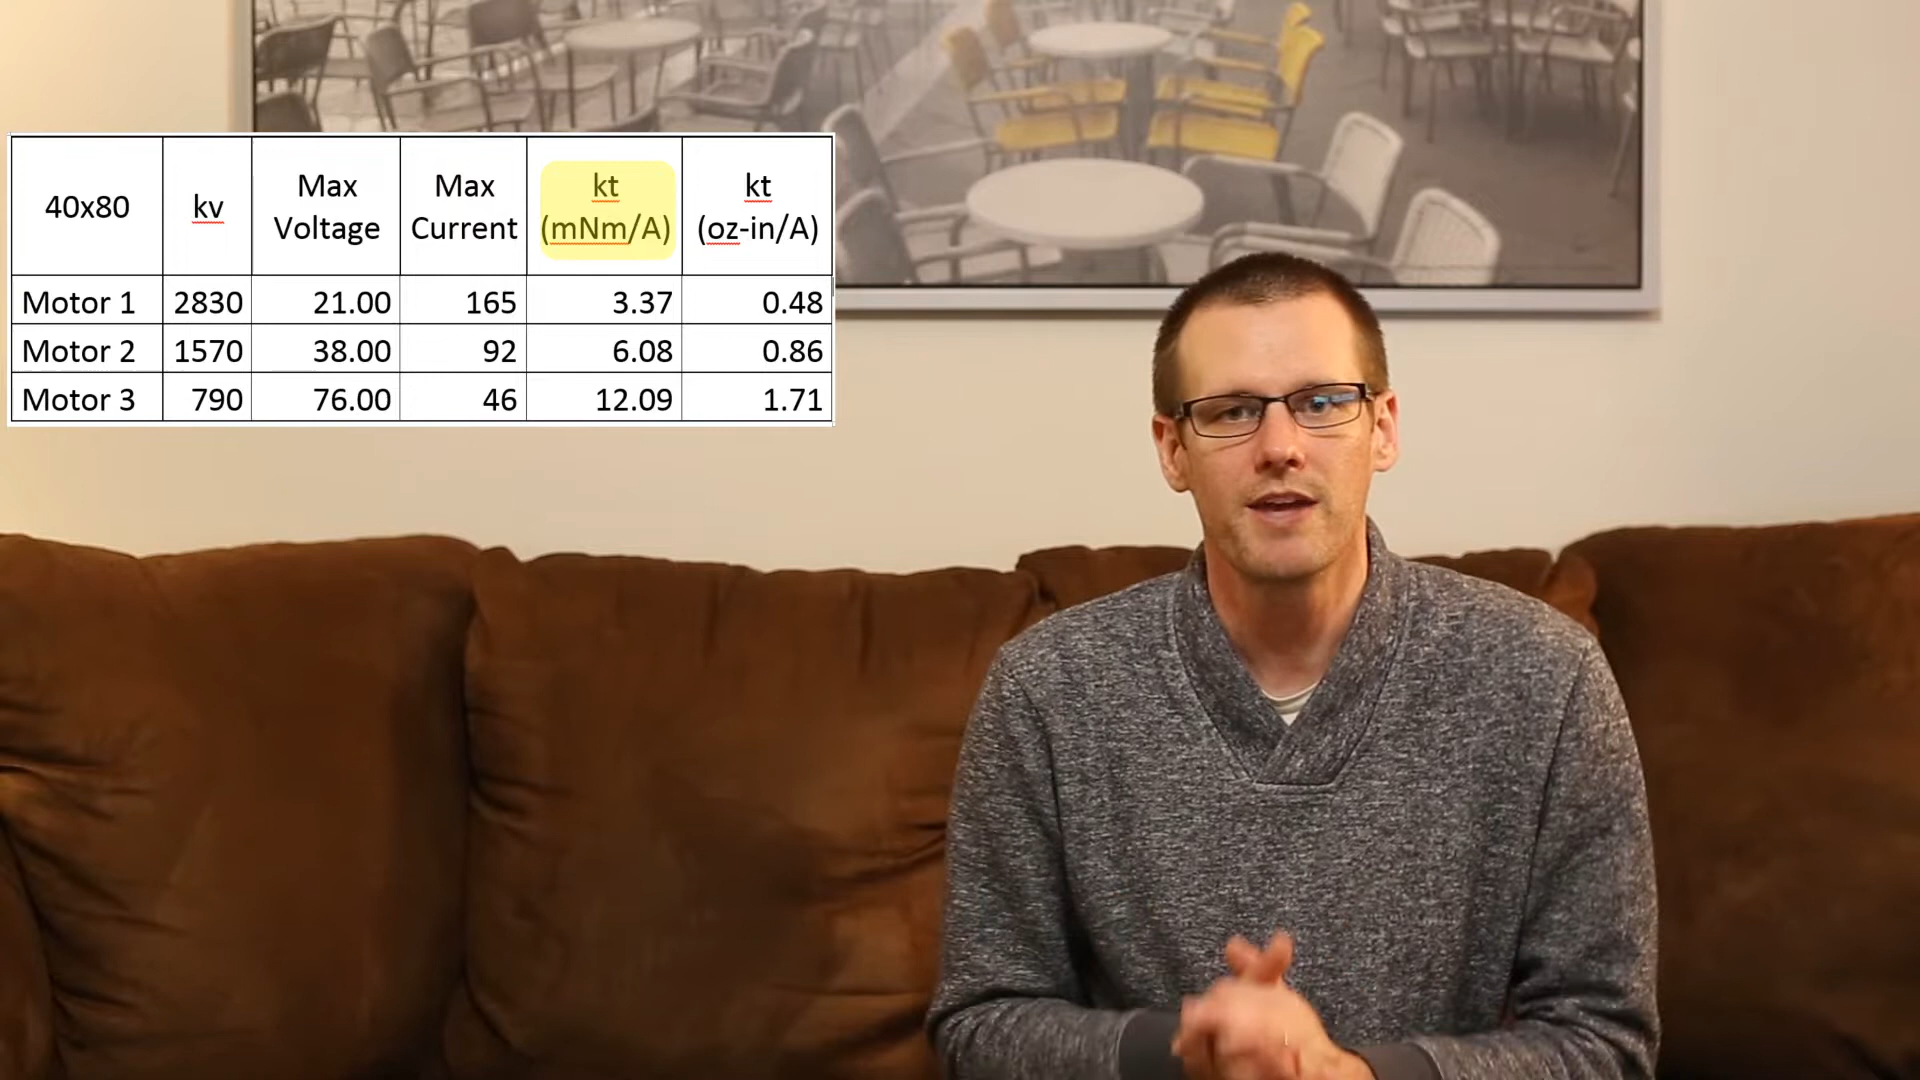 40x80 kv Max Voltage Max Current kt (mNm/A) kt (oz-in/A)
Motor 1 2830 21.00 165 3.37 0.48
Motor 2 1570 38.00 92 6.08 0.86
Motor 3 790 76.00 46 12.09 1.71